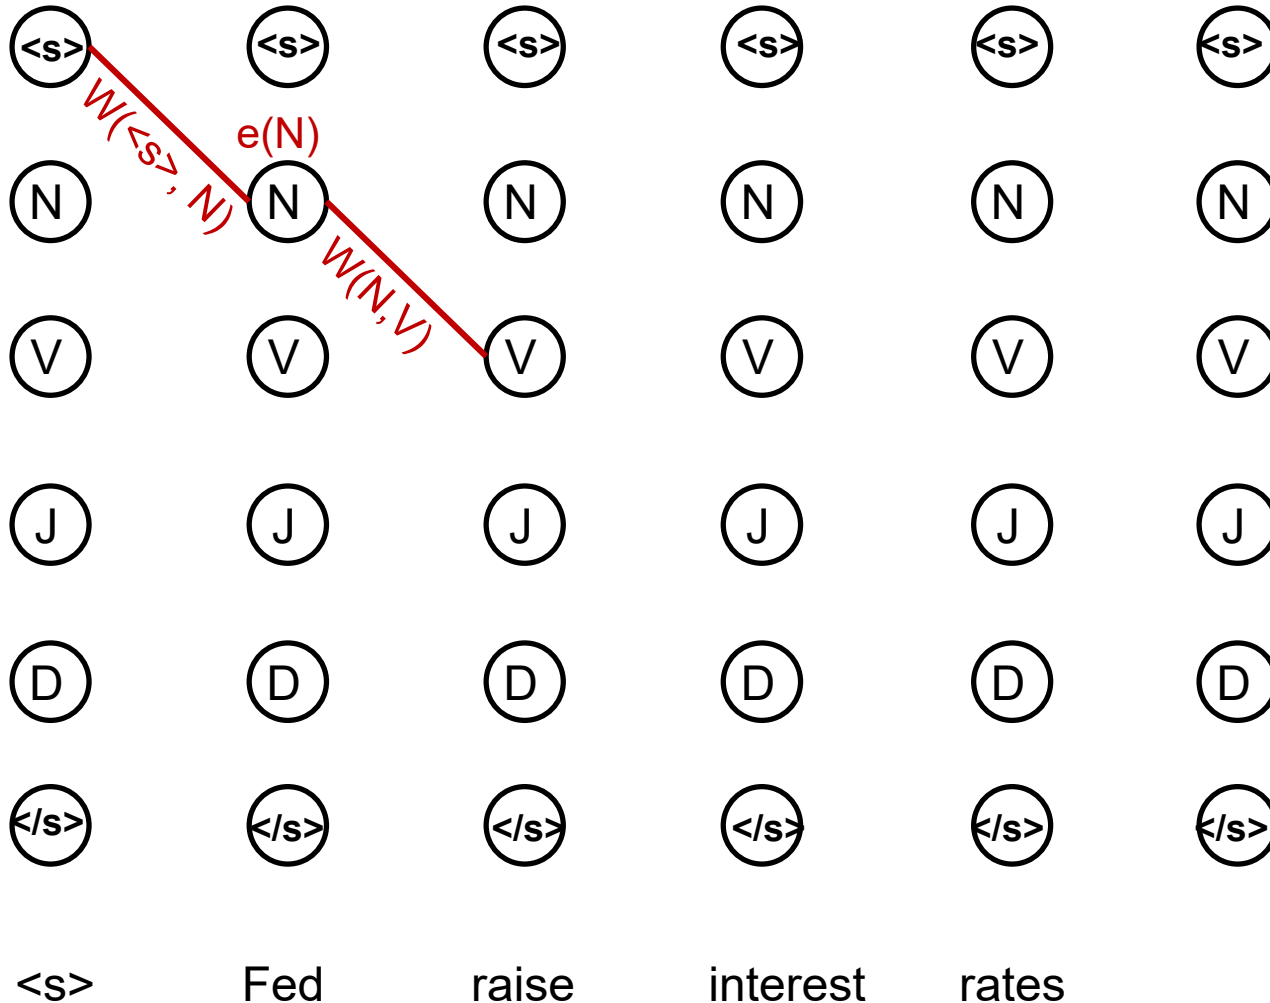 <s> <s> <s> <s> <s> <s>
W(<s>, N)
e(N)
N N N N N N
W(N,V)
V V V V V V
J J J J J J
D D D D D D
</s> </s> </s> </s> </s> </s>
<s> Fed raise interest rates